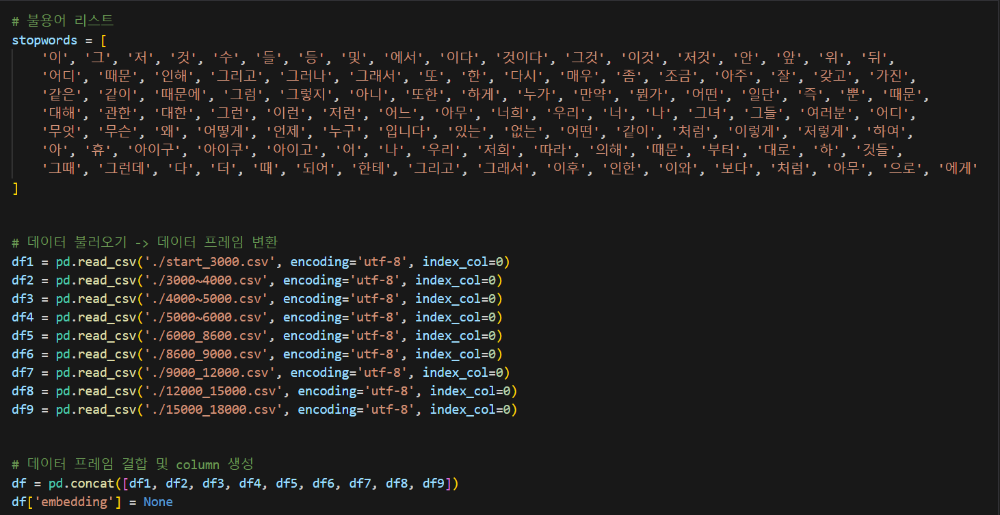 # 불용어 리스트
stopwords = [
'이', '그', '저', '것', '수', '들', '등', '및', '에서', '이다', '것이다', '그것', '이것', '저것', '안', '앞', '위', '뒤',
'어디', '때문', '인해', '그리고', '그러나', '그래서', '또', '한', '다시', '매우', '좀', '조금', '아주', '잘', '갖고', '가진',
'같은', '같이', '때문에', '그럼', '그렇지', '아니', '또한', '하게', '누가', '만약', '뭔가', '어떤', '일단', '즉', '뿐', '때문',
'대해', '관한', '대한', '그런', '이런', '저런', '어느', '아무', '너희', '우리', '너', '나', '그녀', '그들', '여러분', '어디',
'무엇', '무슨', '왜', '어떻게', '언제', '누구', '입니다', '있는', '없는', '어떤', '같이', '처럼', '이렇게', '저렇게', '하여',
'아', '휴', '아이구', '아이쿠', '아이고', '어', '나', '우리', '저희', '따라', '의해', '때문', '부터', '대로', '하', '것들',
'그때', '그런데', '다', '더', '때', '되어', '한테', '그리고', '그래서', '이후', '인한', '이와', '보다', '처럼', '아무', '으로', '에게'
]
# 데이터 불러오기 -> 데이터 프레임 변환
df1 = pd.read_csv('./start_3000.csv', encoding='utf-8', index_col=0)
df2 = pd.read_csv('./3000~4000.csv', encoding='utf-8', index_col=0)
df3 = pd.read_csv('./4000~5000.csv', encoding='utf-8', index_col=0)
df4 = pd.read_csv('./5000~6000.csv', encoding='utf-8', index_col=0)
df5 = pd.read_csv('./6000_8600.csv', encoding='utf-8', index_col=0)
df6 = pd.read_csv('./8600_9000.csv', encoding='utf-8', index_col=0)
df7 = pd.read_csv('./9000_12000.csv', encoding='utf-8', index_col=0)
df8 = pd.read_csv('./12000_15000.csv', encoding='utf-8', index_col=0)
df9 = pd.read_csv('./15000_18000.csv', encoding='utf-8', index_col=0)
# 데이터 프레임 결합 및 column 생성
df = pd.concat([df1, df2, df3, df4, df5, df6, df7, df8, df9])
df['embedding'] = None